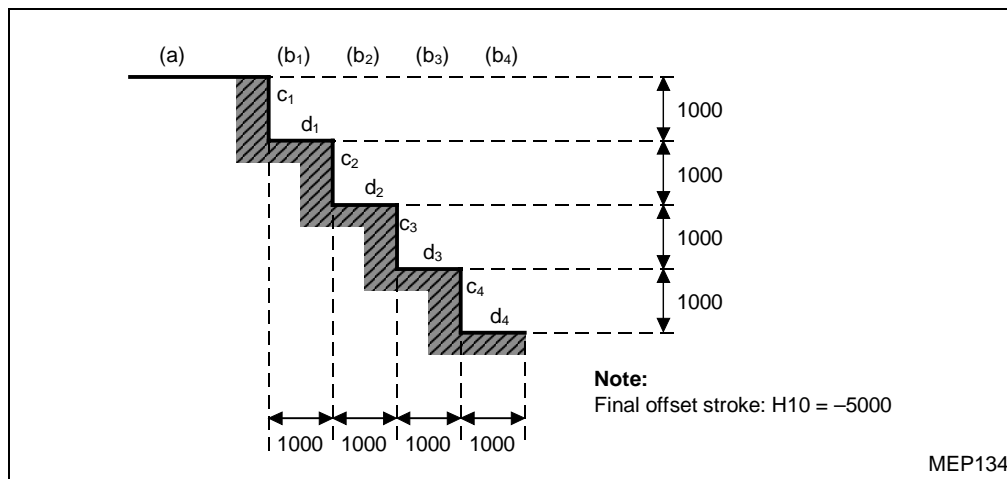 (a) (b₁) (b₂) (b₃) (b₄)
c₁
1000
d₁
c₂
1000
d₂
c₃
1000
d₃
c₄
1000
d₄
Note:
Final offset stroke: H10 = –5000
1000 1000 1000 1000
MEP134